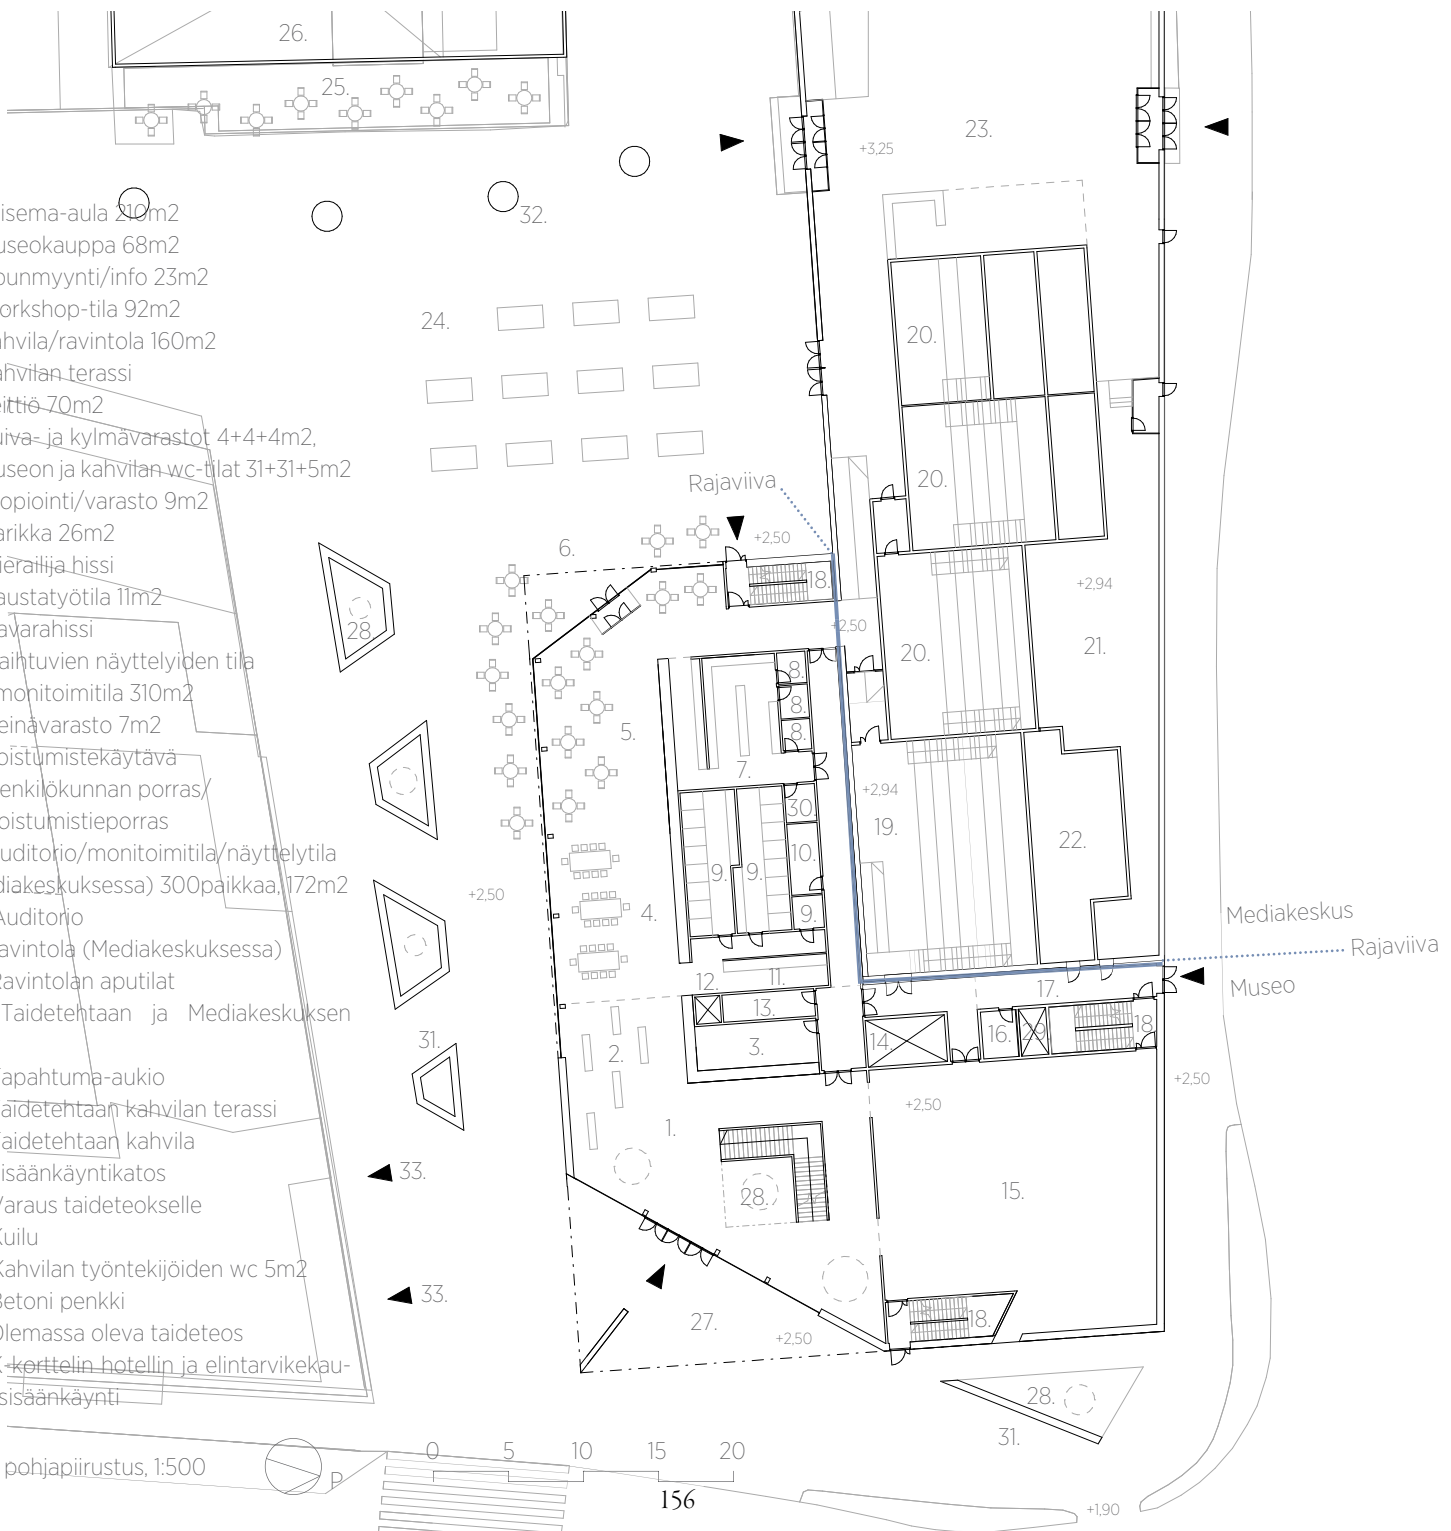 26.
25.
23.
+3,25
isema-aula 210m2
32.
useokauppa 68m2
punmyynti/info 23m2
orkshop-tila 92m2
24.
20.
ahvila/ravintola 160m2
ahvilan terassi
eittiö 70m2
uiva- ja kylmävarastot 4+4+4m2,
useon ja kahvilan wc-tilat 31+31+5m2
Rajaviiva
20.
opiointi/varasto 9m2
arikka 26m2
6.
+2,50
ierailija hissi
18.
+2,94
austatyötila 11m2
28
+2,50
avarahissi
21.
aihtuvien näyttelyiden tila
20.
8.
monitoimitila 310m2
8.
einävarasto 7m2
5.
8.
oistumistekäytävä
7.
enkilökunnan porras/
+2,94
30.
oistumistieporras
19.
22.
uditorio/monitoimitila/näyttelytila
10.
9.
9.
diakeskuksessa) 300paikkaa, 172m2
+2,50
4.
9.
Auditorio
Mediakeskus
avintola (Mediakeskuksessa)
Rajaviiva
Ravintolan aputilat
12.
11.
17.
Museo
Taidetehtaan ja Mediakeskuksen
13.
31.
2.
3.
14.
16.
29.
18.
Tapahtuma-aukio
+2,50
aidetehtaan kahvilan terassi
+2,50
aidetehtaan kahvila
1.
isäänkäyntikatos
33.
Varaus taideteokselle
28.
15.
Kuilu
Kahvilan työntekijöiden wc 5m2
Betoni penkki
33.
Olemassa oleva taideteos
27.
+2,50
18.
K-korttelin hotellin ja elintarvikekau-
sisäänkäynti
28.
31.
0 5 10 15 20
pohjapiirustus, 1:500
P
156
+1,90